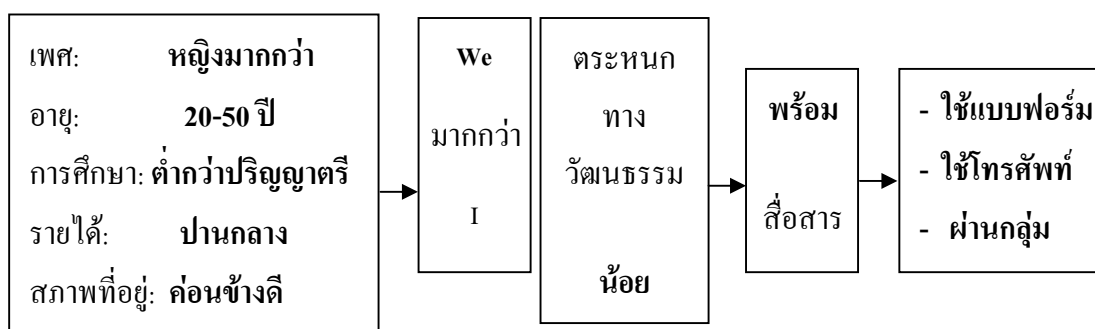 เพศ: หญิงมากกว่า
อายุ: 20-50 ปี
การศึกษา: ต่ำกว่าปริญญาตรี
รายได้: ปานกลาง
สภาพที่อยู่: ค่อนข้างดี
We
มากกว่า
I
ตระหนก
ทาง
วัฒนธรรม
น้อย
พร้อม
สื่อสาร
- ใช้แบบฟอร์ม
- ใช้โทรศัพท์
- ผ่านกลุ่ม